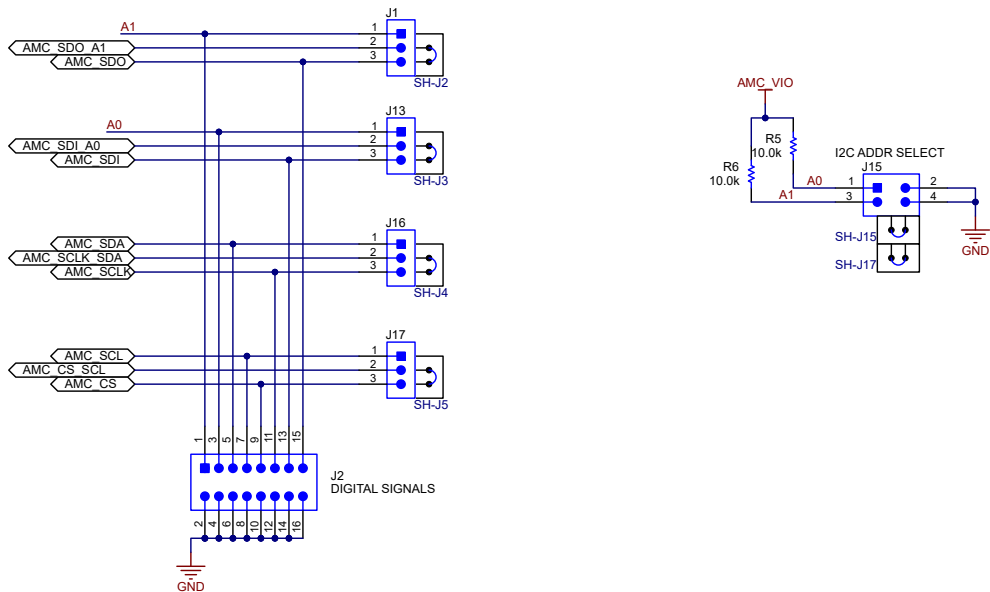 J1
A1
1
AMC_SDO_A1
2
AMC_SDO
3
SH-J2
J13
A0
1
AMC_SDI_A0
2
AMC_SDI
3
SH-J3
J16
AMC_SDA
1
AMC_SCLK_SDA
2
AMC_SCLK
3
SH-J4
J17
AMC_SCL
1
AMC_CS_SCL
2
AMC_CS
3
SH-J5
1 3 5 7 9 11 13 15
J2
DIGITAL SIGNALS
2 4 6 8 10 12 14 16
GND
AMC_VIO
R5
10.0k
R6
10.0k
I2C ADDR SELECT
J15
A0
1
2
A1
3
4
SH-J15
SH-J17
GND